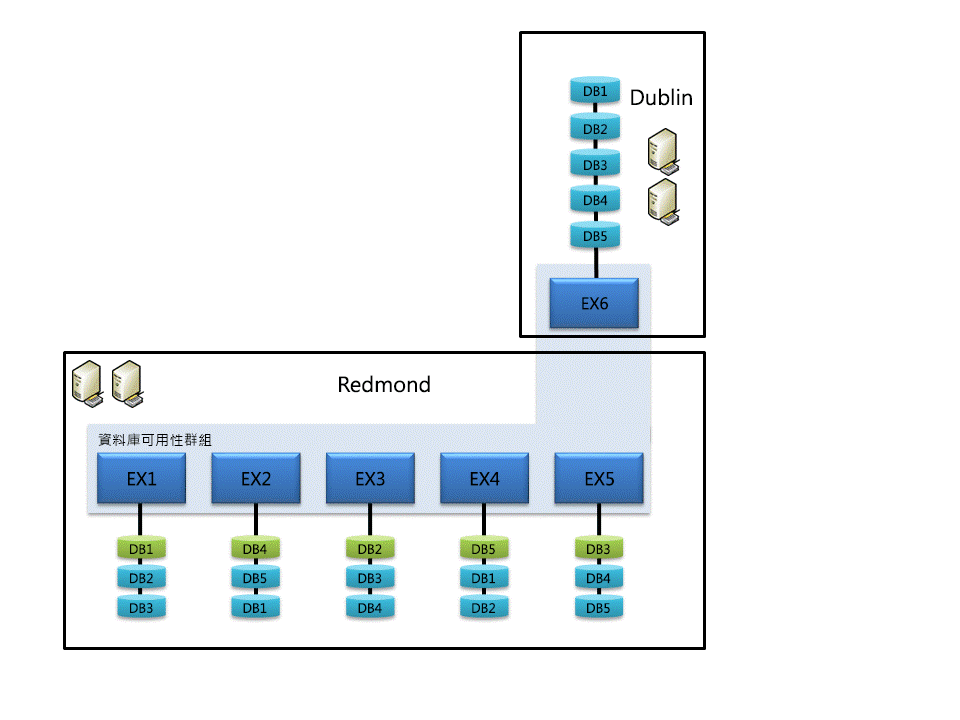 DB1
Dublin
DB2
DB3
DB4
DB5
EX6
Redmond
資料庫可用性群組
EX1 EX2 EX3 EX4 EX5
DB1 DB4 DB2 DB5 DB3
DB2 DB5 DB3 DB1 DB4
DB3 DB1 DB4 DB2 DB5